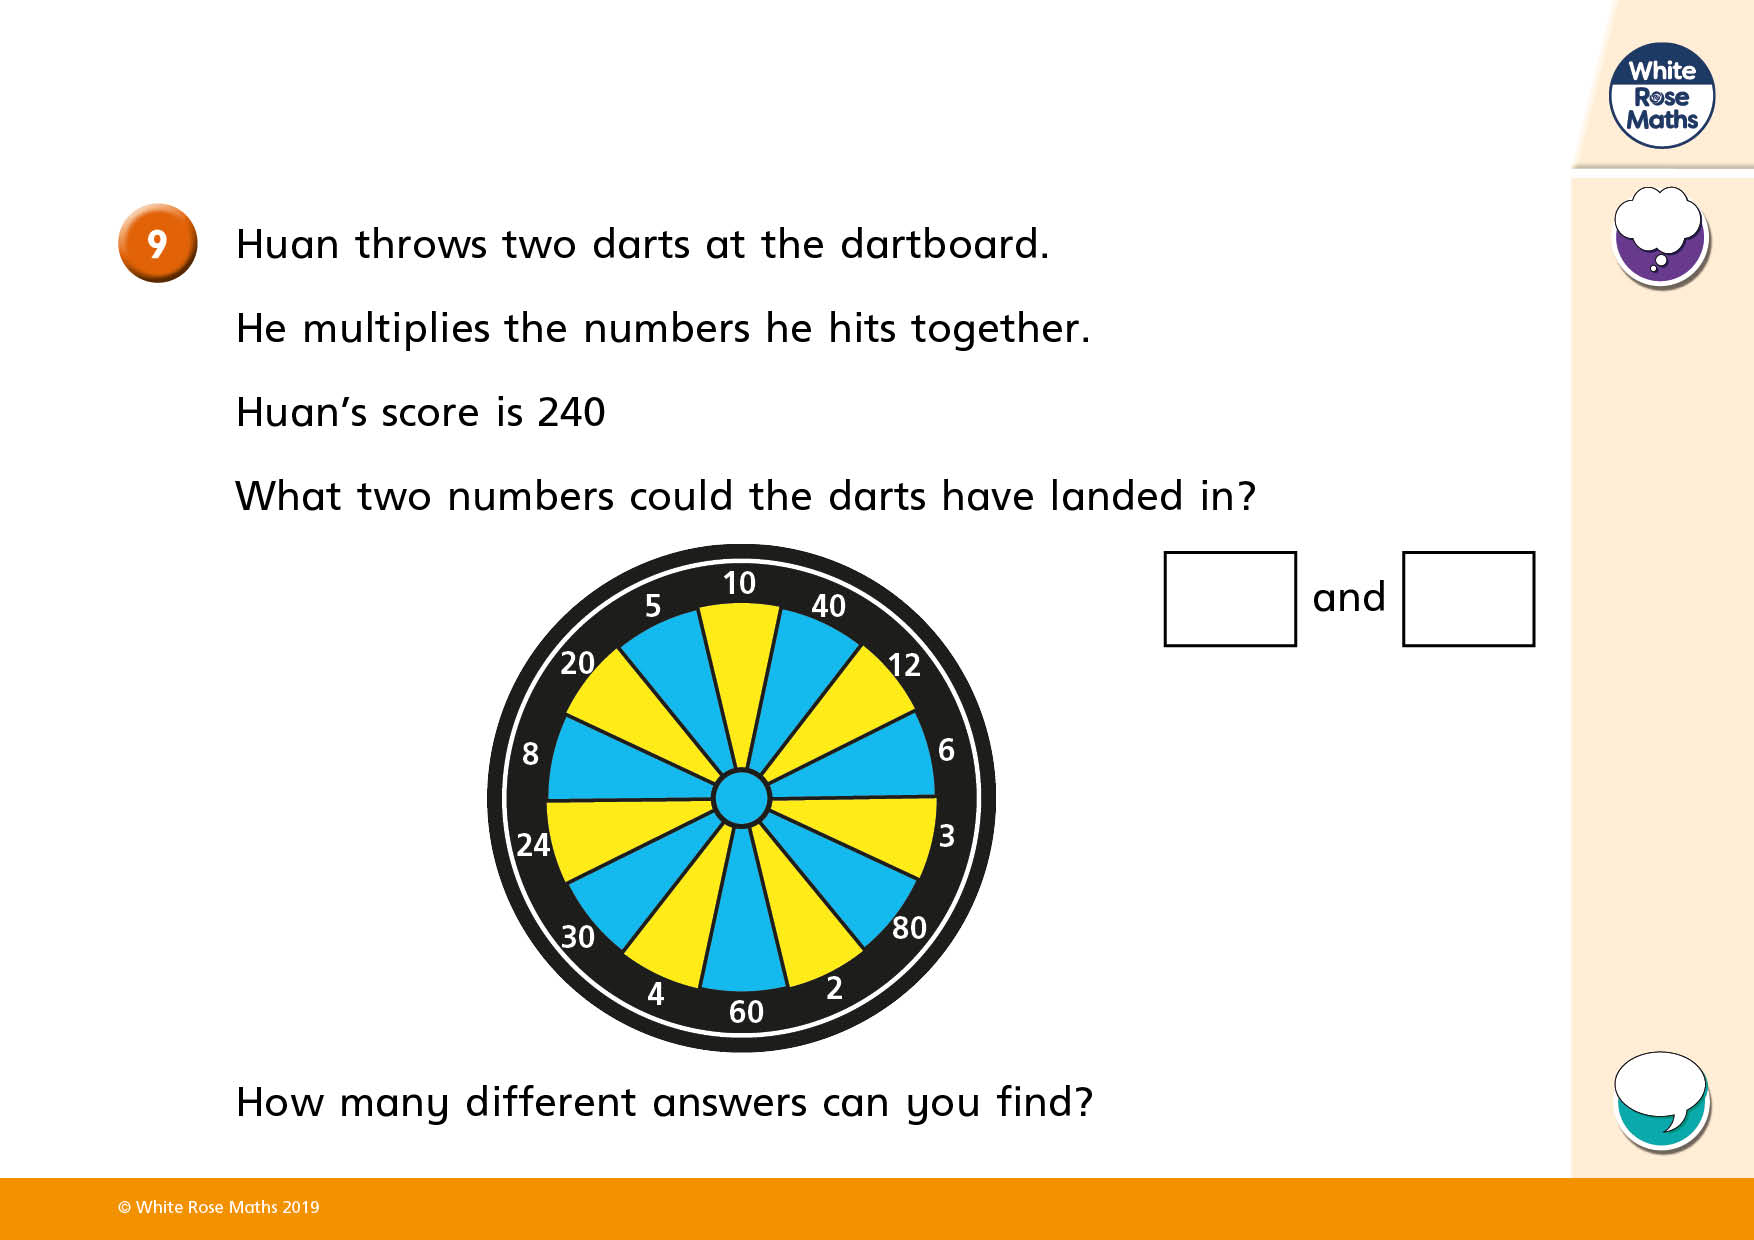 White
Rose
Maths
9
Huan throws two darts at the dartboard.
He multiplies the numbers he hits together.
Huan’s score is 240
What two numbers could the darts have landed in?
and
10
40
12
6
3
80
2
60
4
30
24
8
20
5
How many different answers can you find?
© White Rose Maths 2019